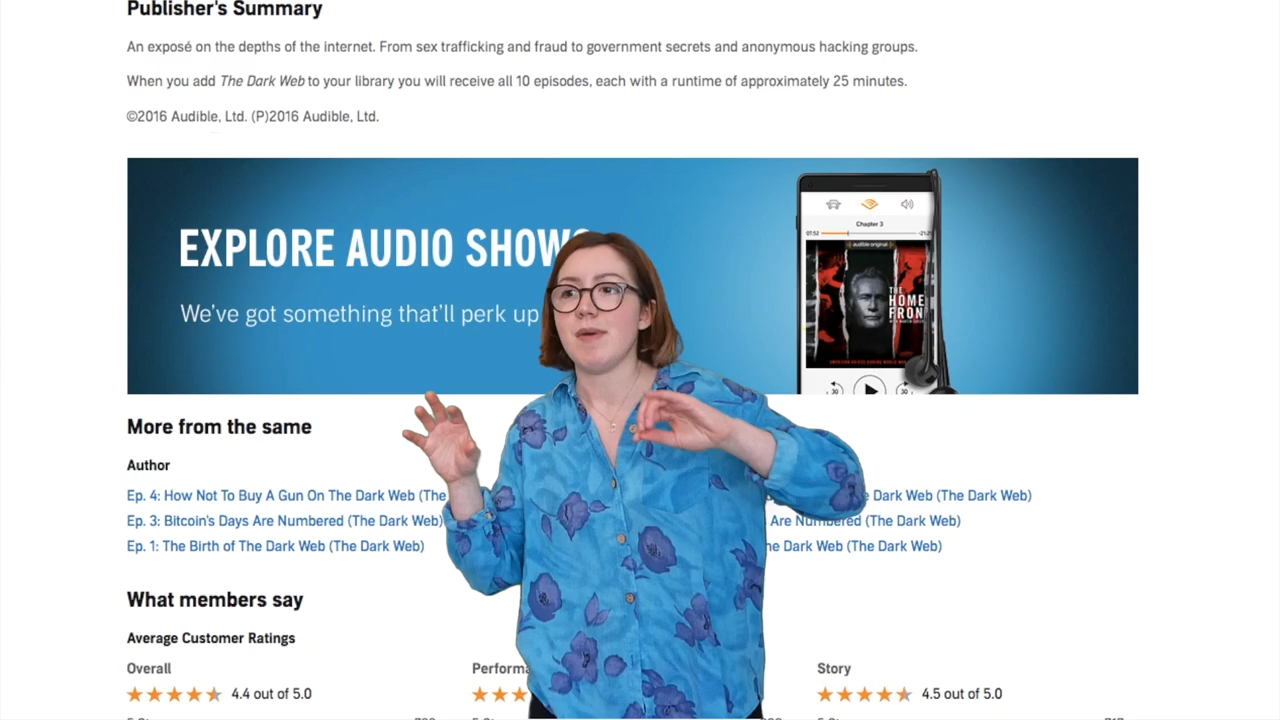 Publisher's Summary
An exposé on the depths of the internet. From sex trafficking and fraud to government secrets and anonymous hacking groups.
When you add The Dark Web to your library you will receive all 10 episodes, each with a runtime of approximately 25 minutes.
©2016 Audible, Ltd. (P)2016 Audible, Ltd.
EXPLORE AUDIO SHOWS
We've got something that'll perk up
Chapter 3
07:52
audible original
THE
HOME
FRON
More from the same
Author
Ep. 4: How Not To Buy A Gun On The Dark Web (The
e Dark Web (The Dark Web)
Ep. 3: Bitcoin's Days Are Numbered (The Dark Web)
Are Numbered (The Dark Web)
Ep. 1: The Birth of The Dark Web (The Dark Web)
he Dark Web (The Dark Web)
What members say
Average Customer Ratings
Overall
Performa
Story
4.4 out of 5.0
4.5 out of 5.0